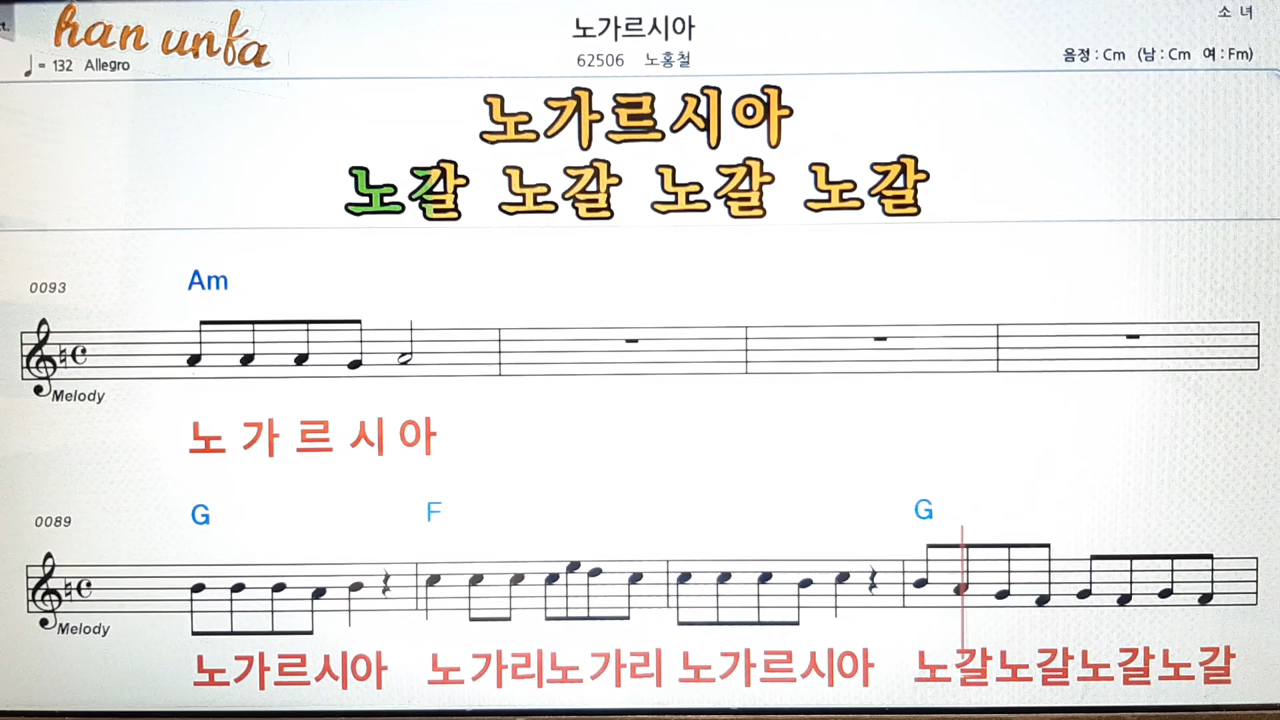 han unfa
노가르시아
소 녀
♩ = 132 Allegro
62506 노홍철
음정 : Cm (남 : Cm 여 : Fm)
노가르시아
노갈 노갈 노갈 노갈
0093
Am
Melody
노 가 르 시 아
0089
G F G
Melody
노가르시아 노가리노가리 노가르시아 노갈노갈노갈노갈